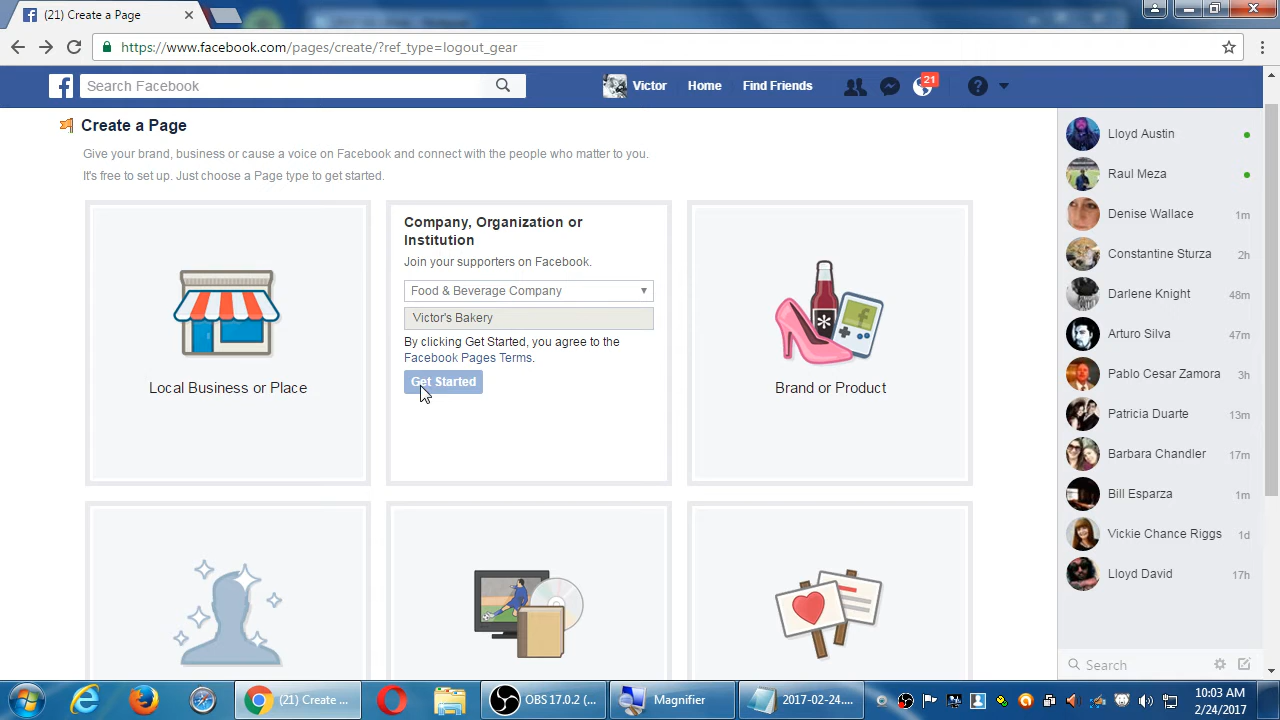 (21) Create a Page
https://www.facebook.com/pages/create/?ref_type=logout_gear
Search Facebook
Victor
Home
Find Friends
21
Create a Page
Give your brand, business or cause a voice on Facebook and connect with the people who matter to you.
It's free to set up. Just choose a Page type to get started.
Local Business or Place
Company, Organization or
Institution
Join your supporters on Facebook.
Food & Beverage Company
Victor's Bakery
By clicking Get Started, you agree to the
Facebook Pages Terms.
Get Started
Brand or Product
Lloyd Austin
Raul Meza
Denise Wallace 1m
Constantine Sturza 2h
Darlene Knight 48m
Arturo Silva 47m
Pablo Cesar Zamora 3h
Patricia Duarte 13m
Barbara Chandler 17m
Bill Esparza 1m
Vickie Chance Riggs 1d
Lloyd David 17h
Search
(21) Create ...
OBS 17.0.2 (...
Magnifier
2017-02-24....
10:03 AM
2/24/2017